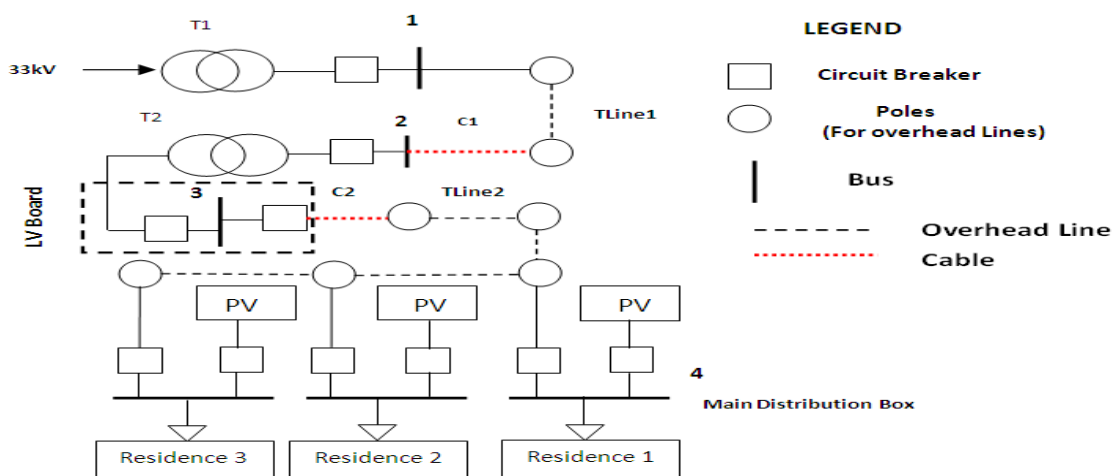 T1
1
33kV
T2
2
C1
TLine1
3
C2
TLine2
LV Board
PV
PV
PV
4
Main Distribution Box
Residence 3
Residence 2
Residence 1
LEGEND
Circuit Breaker
Poles
(For overhead Lines)
Bus
Overhead Line
Cable